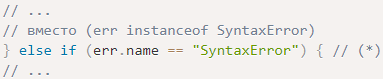 // ...
// вместо (err instanceof SyntaxError)
} else if (err.name == "SyntaxError") { // (*)
// ...